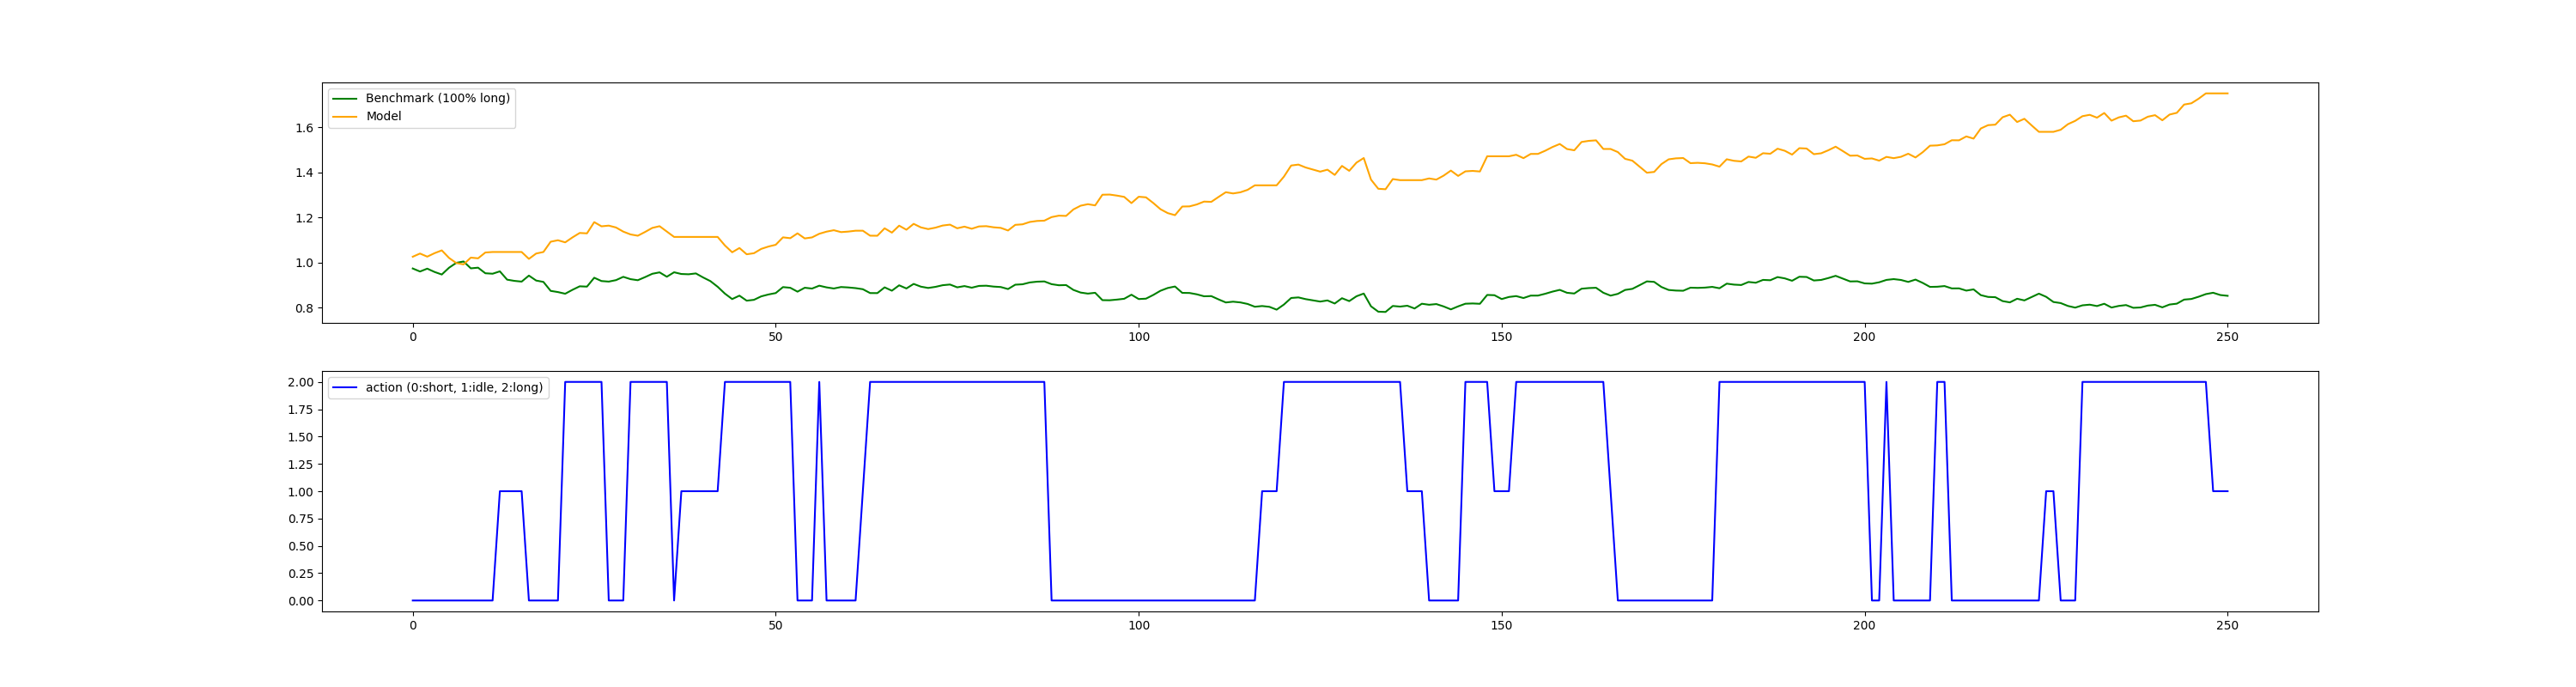 Benchmark (100% long)
Model
1.6
1.4
1.2
1.0
0.8
0 50 100 150 200 250
action (0:short, 1:idle, 2:long)
2.00
1.75
1.50
1.25
1.00
0.75
0.50
0.25
0.00
0 50 100 150 200 250